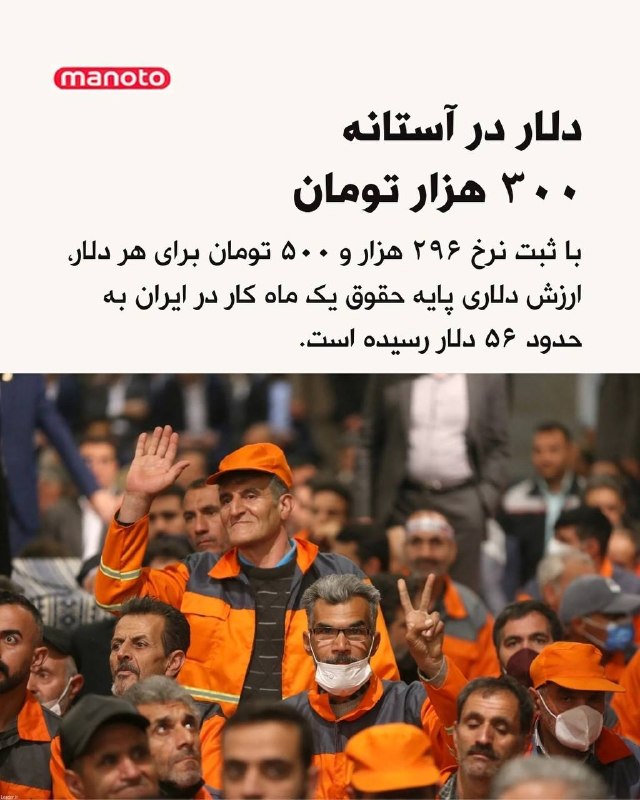 manoto
دلار در آستانه
۳۰۰ هزار تومان
با ثبت نرخ ۲۹۶ هزار و ۵۰۰ تومان برای هر دلار،
ارزش دلاری پایه حقوق یک ماه کار در ایران به
حدود ۵۶ دلار رسیده است.